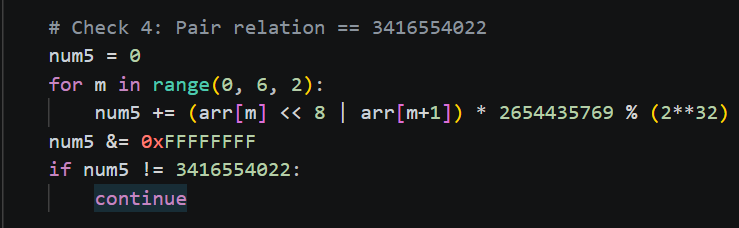 # Check 4: Pair relation == 3416554022
num5 = 0
for m in range(0, 6, 2):
    num5 += (arr[m] << 8 | arr[m+1]) * 2654435769 % (2**32)
num5 &= 0xFFFFFFFF
if num5 != 3416554022:
    continue